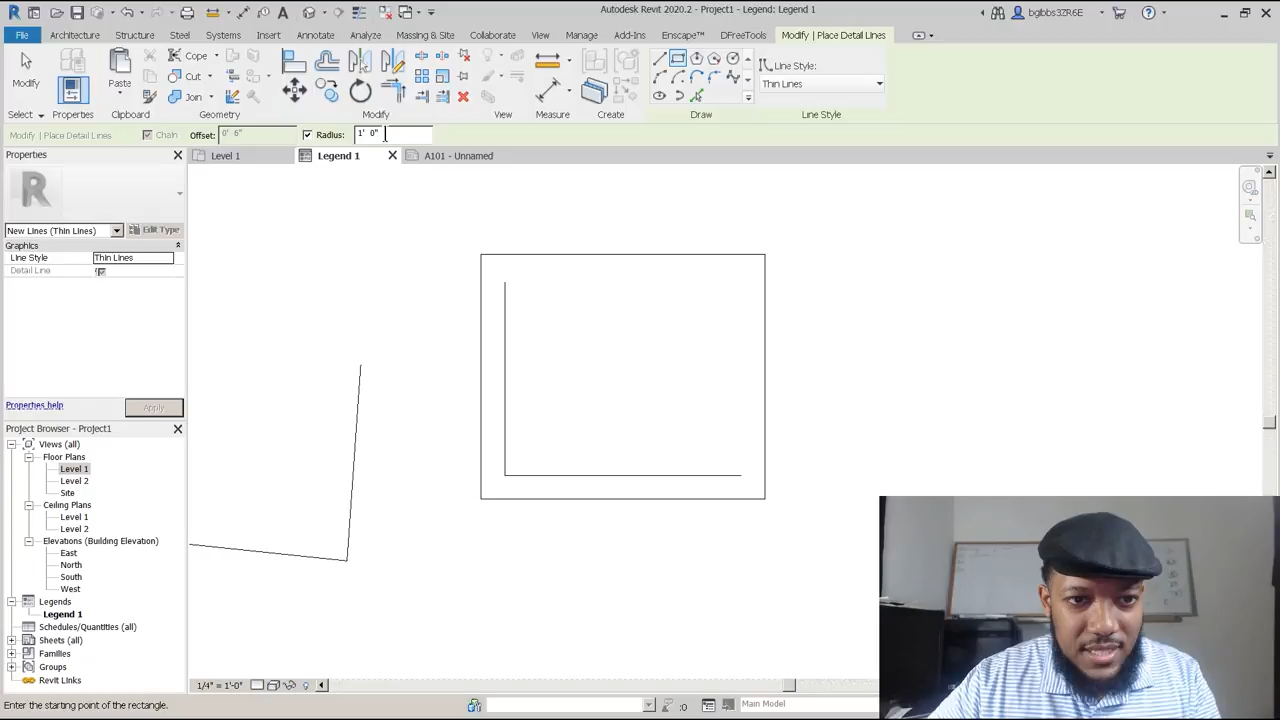 Autodesk Revit 2020.2 - Project1 - Legend: Legend 1
bgibbs3ZR6E
File Architecture Structure Steel Systems Insert Annotate Analyze Massing & Site Collaborate View Manage Add-Ins Enscape™ DFreeTools Modify | Place Detail Lines
Modify
Paste
Cope
Cut
Join
Line Style:
Thin Lines
Select Properties Clipboard Geometry Modify View Measure Create Draw Line Style
Modify | Place Detail Lines Chain Offset: 0' 6" Radius: 1' 0"
Properties
Level 1 Legend 1 A101 - Unnamed
R
New Lines (Thin Lines) Edit Type
Graphics
Line Style Thin Lines
Detail Line
Properties help Apply
Project Browser - Project1
Views (all)
Floor Plans
Level 1
Level 2
Site
Ceiling Plans
Level 1
Level 2
Elevations (Building Elevation)
East
North
South
West
Legends
Legend 1
Schedules/Quantities (all)
Sheets (all)
Families
Groups
Revit Links
1/4" = 1'-0"
Enter the starting point of the rectangle.
:0 Main Model